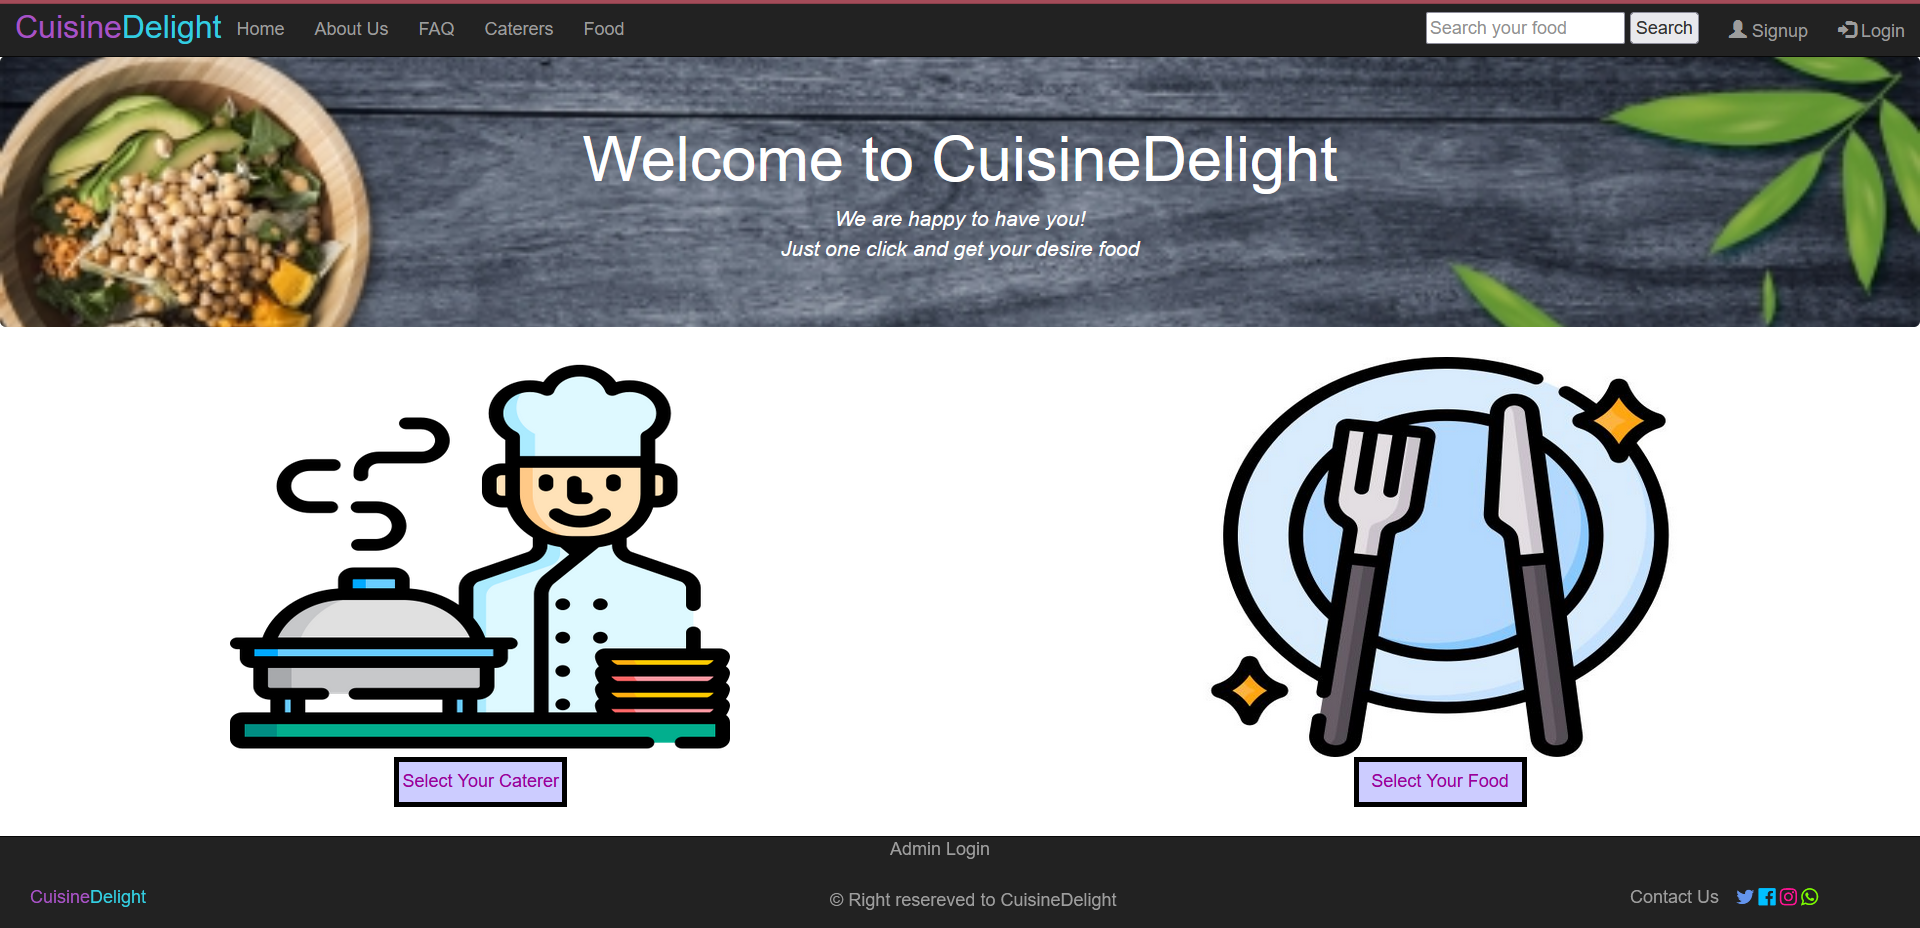 CuisineDelight Home About Us FAQ Caterers Food Search your food Search Signup Login
Welcome to CuisineDelight
We are happy to have you!
Just one click and get your desire food
Select Your Caterer
Select Your Food
Admin Login
CuisineDelight
© Right resereved to CuisineDelight
Contact Us